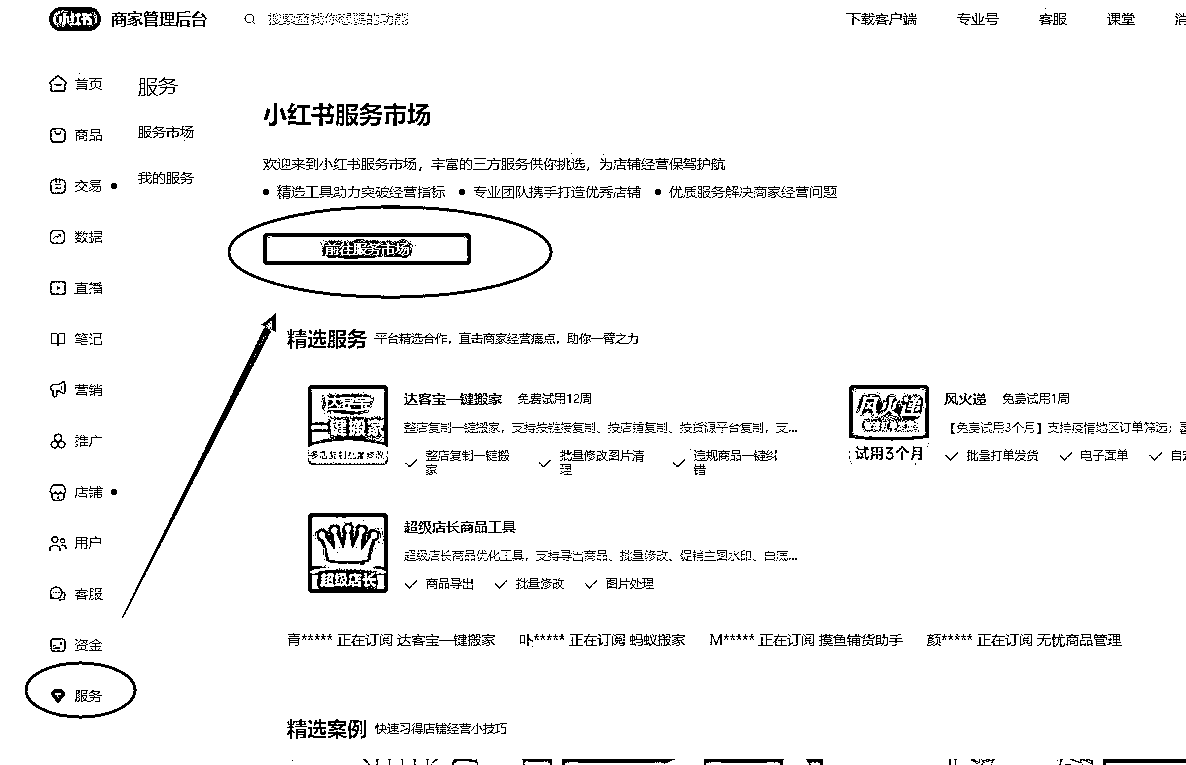 小红书 商家管理后台 搜索查找你想要的功能 下载客户端 专业号 客服 课堂
首页
商品
交易
数据
直播
笔记
营销
推广
店铺
用户
客服
资金
服务
服务
服务市场
我的服务
小红书服务市场
欢迎来到小红书服务市场，丰富的三方服务供你挑选，为店铺经营保驾护航
精选工具助力突破经营指标 专业团队携手打造优秀店铺 优质服务解决商家经营问题
前往服务市场
精选服务 平台精选合作，直击商家经营痛点，助你一臂之力
达客宝
一键搬家
达客宝一键搬家 免费试用12周
整店复制一键搬家，支持按链接复制、按店铺复制、按货源平台复制，支...
整店复制一键搬家
批量修改图片清理
违规商品一键纠错
风火递
试用3个月
风火递 免费试用1周
【免费试用3个月】支持疫情地区订单筛选；
批量打单发货 电子面单
超级店长
超级店长商品工具
超级店长商品优化工具，支持导出商品、批量修改、促销主图水印、白底...
商品导出 批量修改 图片处理
青***** 正在订阅 达客宝一键搬家 卟***** 正在订阅 蚂蚁搬家 M***** 正在订阅 摸鱼铺货助手 颜***** 正在订阅 无忧商品管理
精选案例 快速习得店铺经营小技巧